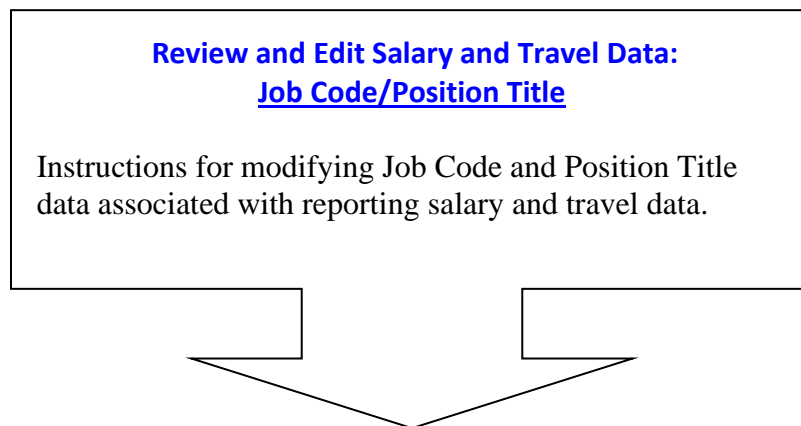 Review and Edit Salary and Travel Data:
Job Code/Position Title
Instructions for modifying Job Code and Position Title
data associated with reporting salary and travel data.